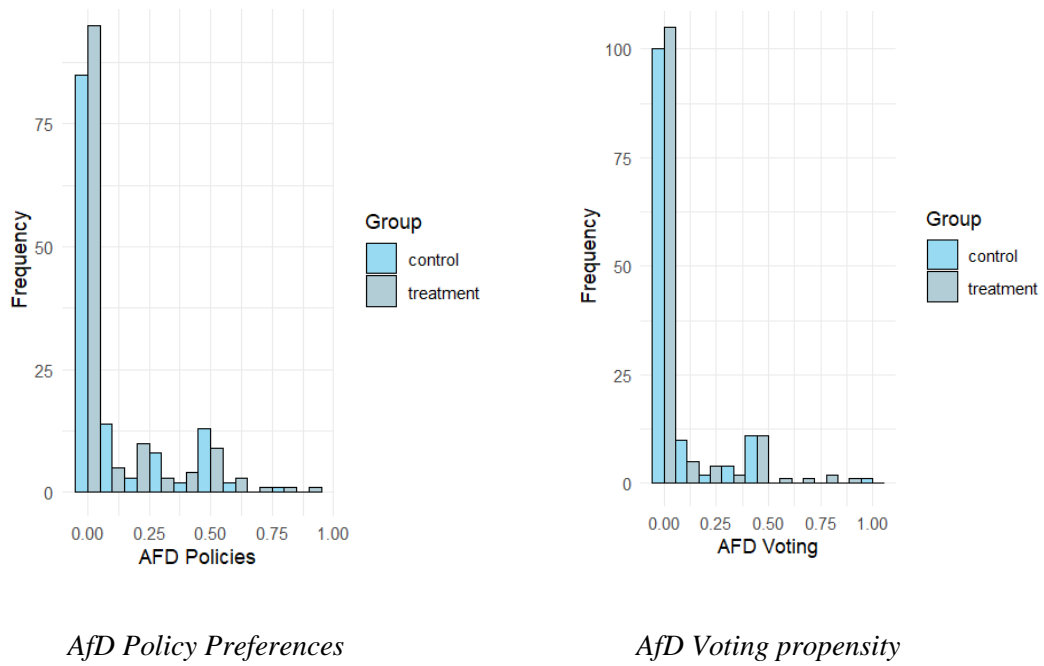 75
50
25
0
Frequency
0.00 0.25 0.50 0.75 1.00
AFD Policies
Group
control
treatment
AfD Policy Preferences
100
75
50
25
0
Frequency
0.00 0.25 0.50 0.75 1.00
AFD Voting
Group
control
treatment
AfD Voting propensity